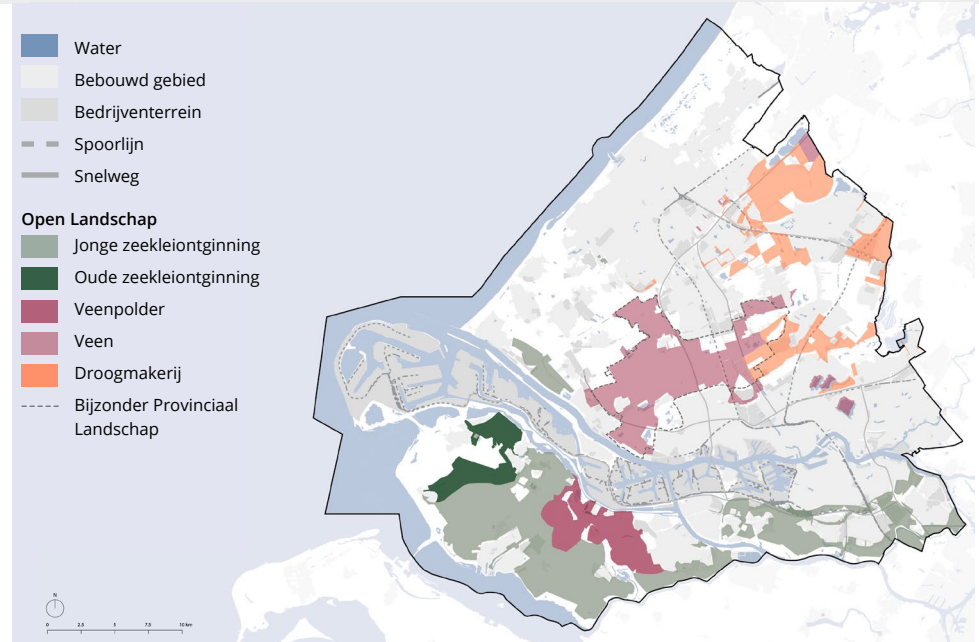 Water
Bebouwd gebied
Bedrijventerrein
Spoorlijn
Snelweg
Open Landschap
Jonge zeekleiontginning
Oude zeekleiontginning
Veenpolder
Veen
Droogmakerij
Bijzonder Provinciaal
Landschap
N
0 2,5 5 7,5 10 km